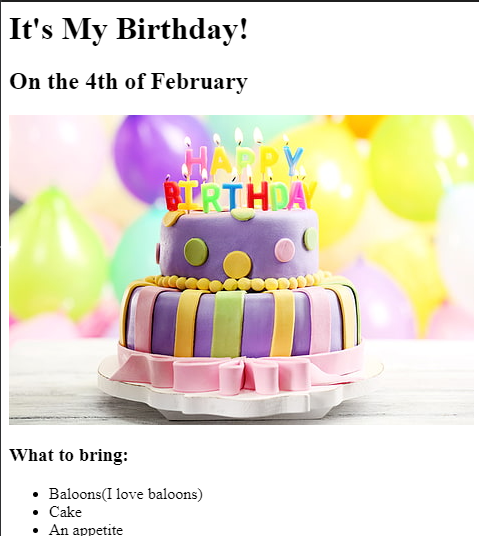 It's My Birthday!
On the 4th of February
HAPPY
BIRTHDAY
What to bring:
Baloons(I love baloons)
Cake
An appetite